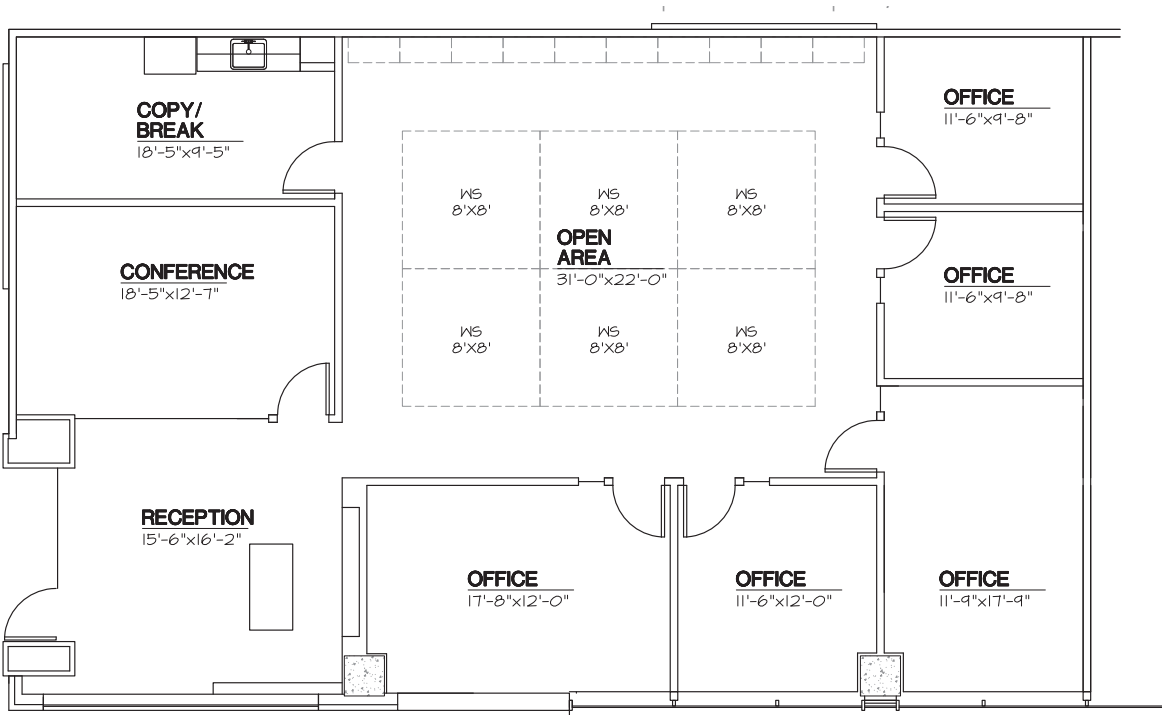 COPY/
BREAK
18'-5"x9'-5"
OFFICE
11'-6"x9'-8"
WS
8'X8'
WS
8'X8'
WS
8'X8'
OPEN
AREA
31'-0"x22'-0"
CONFERENCE
18'-5"x12'-7"
OFFICE
11'-6"x9'-8"
WS
8'X8'
WS
8'X8'
WS
8'X8'
RECEPTION
15'-6"x16'-2"
OFFICE
17'-8"x12'-0"
OFFICE
11'-6"x12'-0"
OFFICE
11'-9"x17'-9"